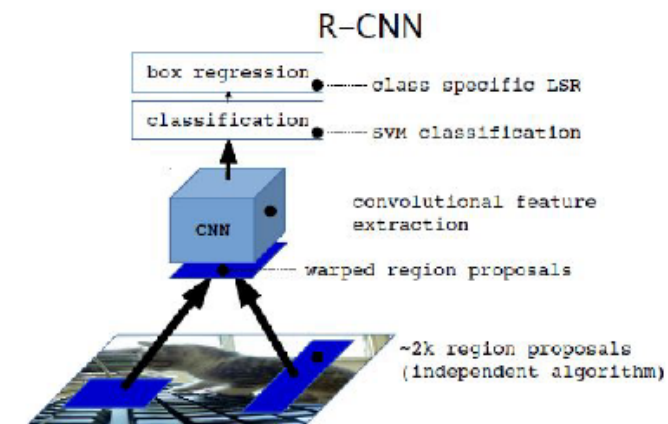 R-CNN
box regression
class specific LSR
classification
SVM classification
convolutional feature
extraction
CNN
warped region proposals
~2k region proposals
(independent algorithm)